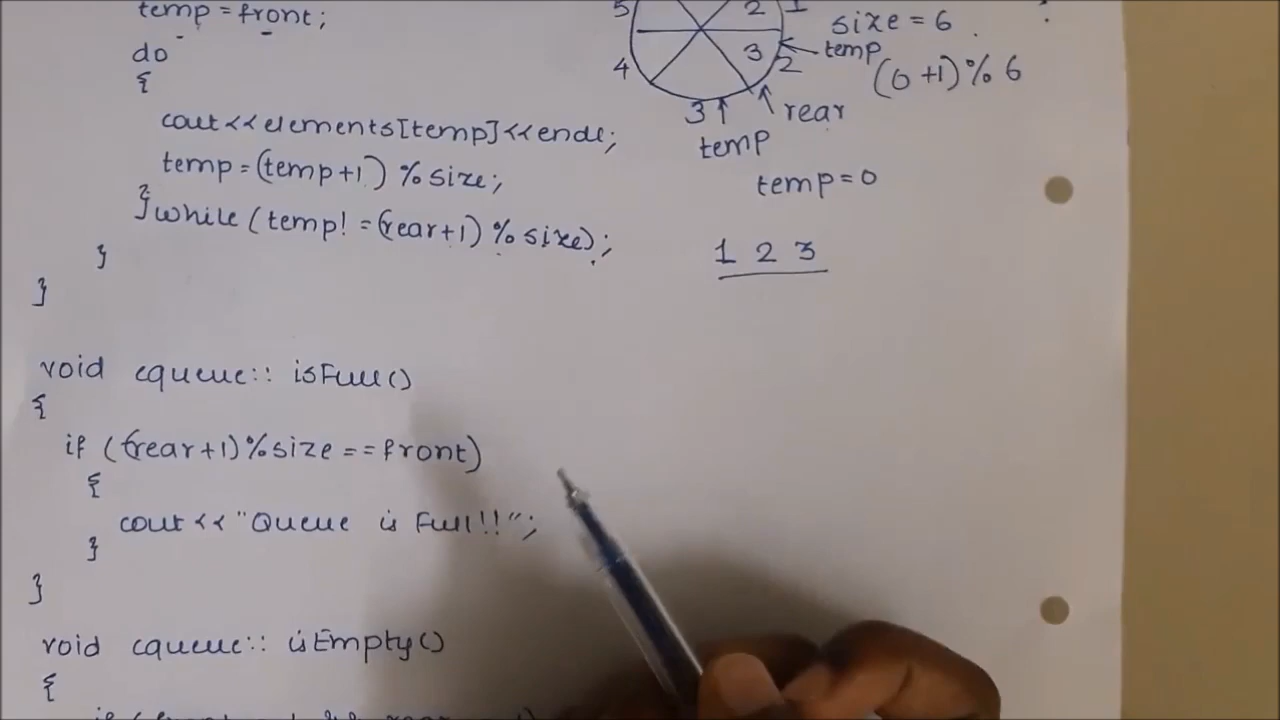 temp = front;
do
{
cout<<elements[temp]<<endl;
temp=(temp+1) % size;
}while (temp! =(rear+1) % size);
}
}
5
2
1
3
2
4
3
size = 6
temp
(0+1)% 6
rear
temp
temp=0
1 2 3
void cqueue:: isFull()
{
if ((rear+1)%size ==front)
{
cout<< "Queue is Full!!";
}
}
void cqueue:: isEmpty()
{